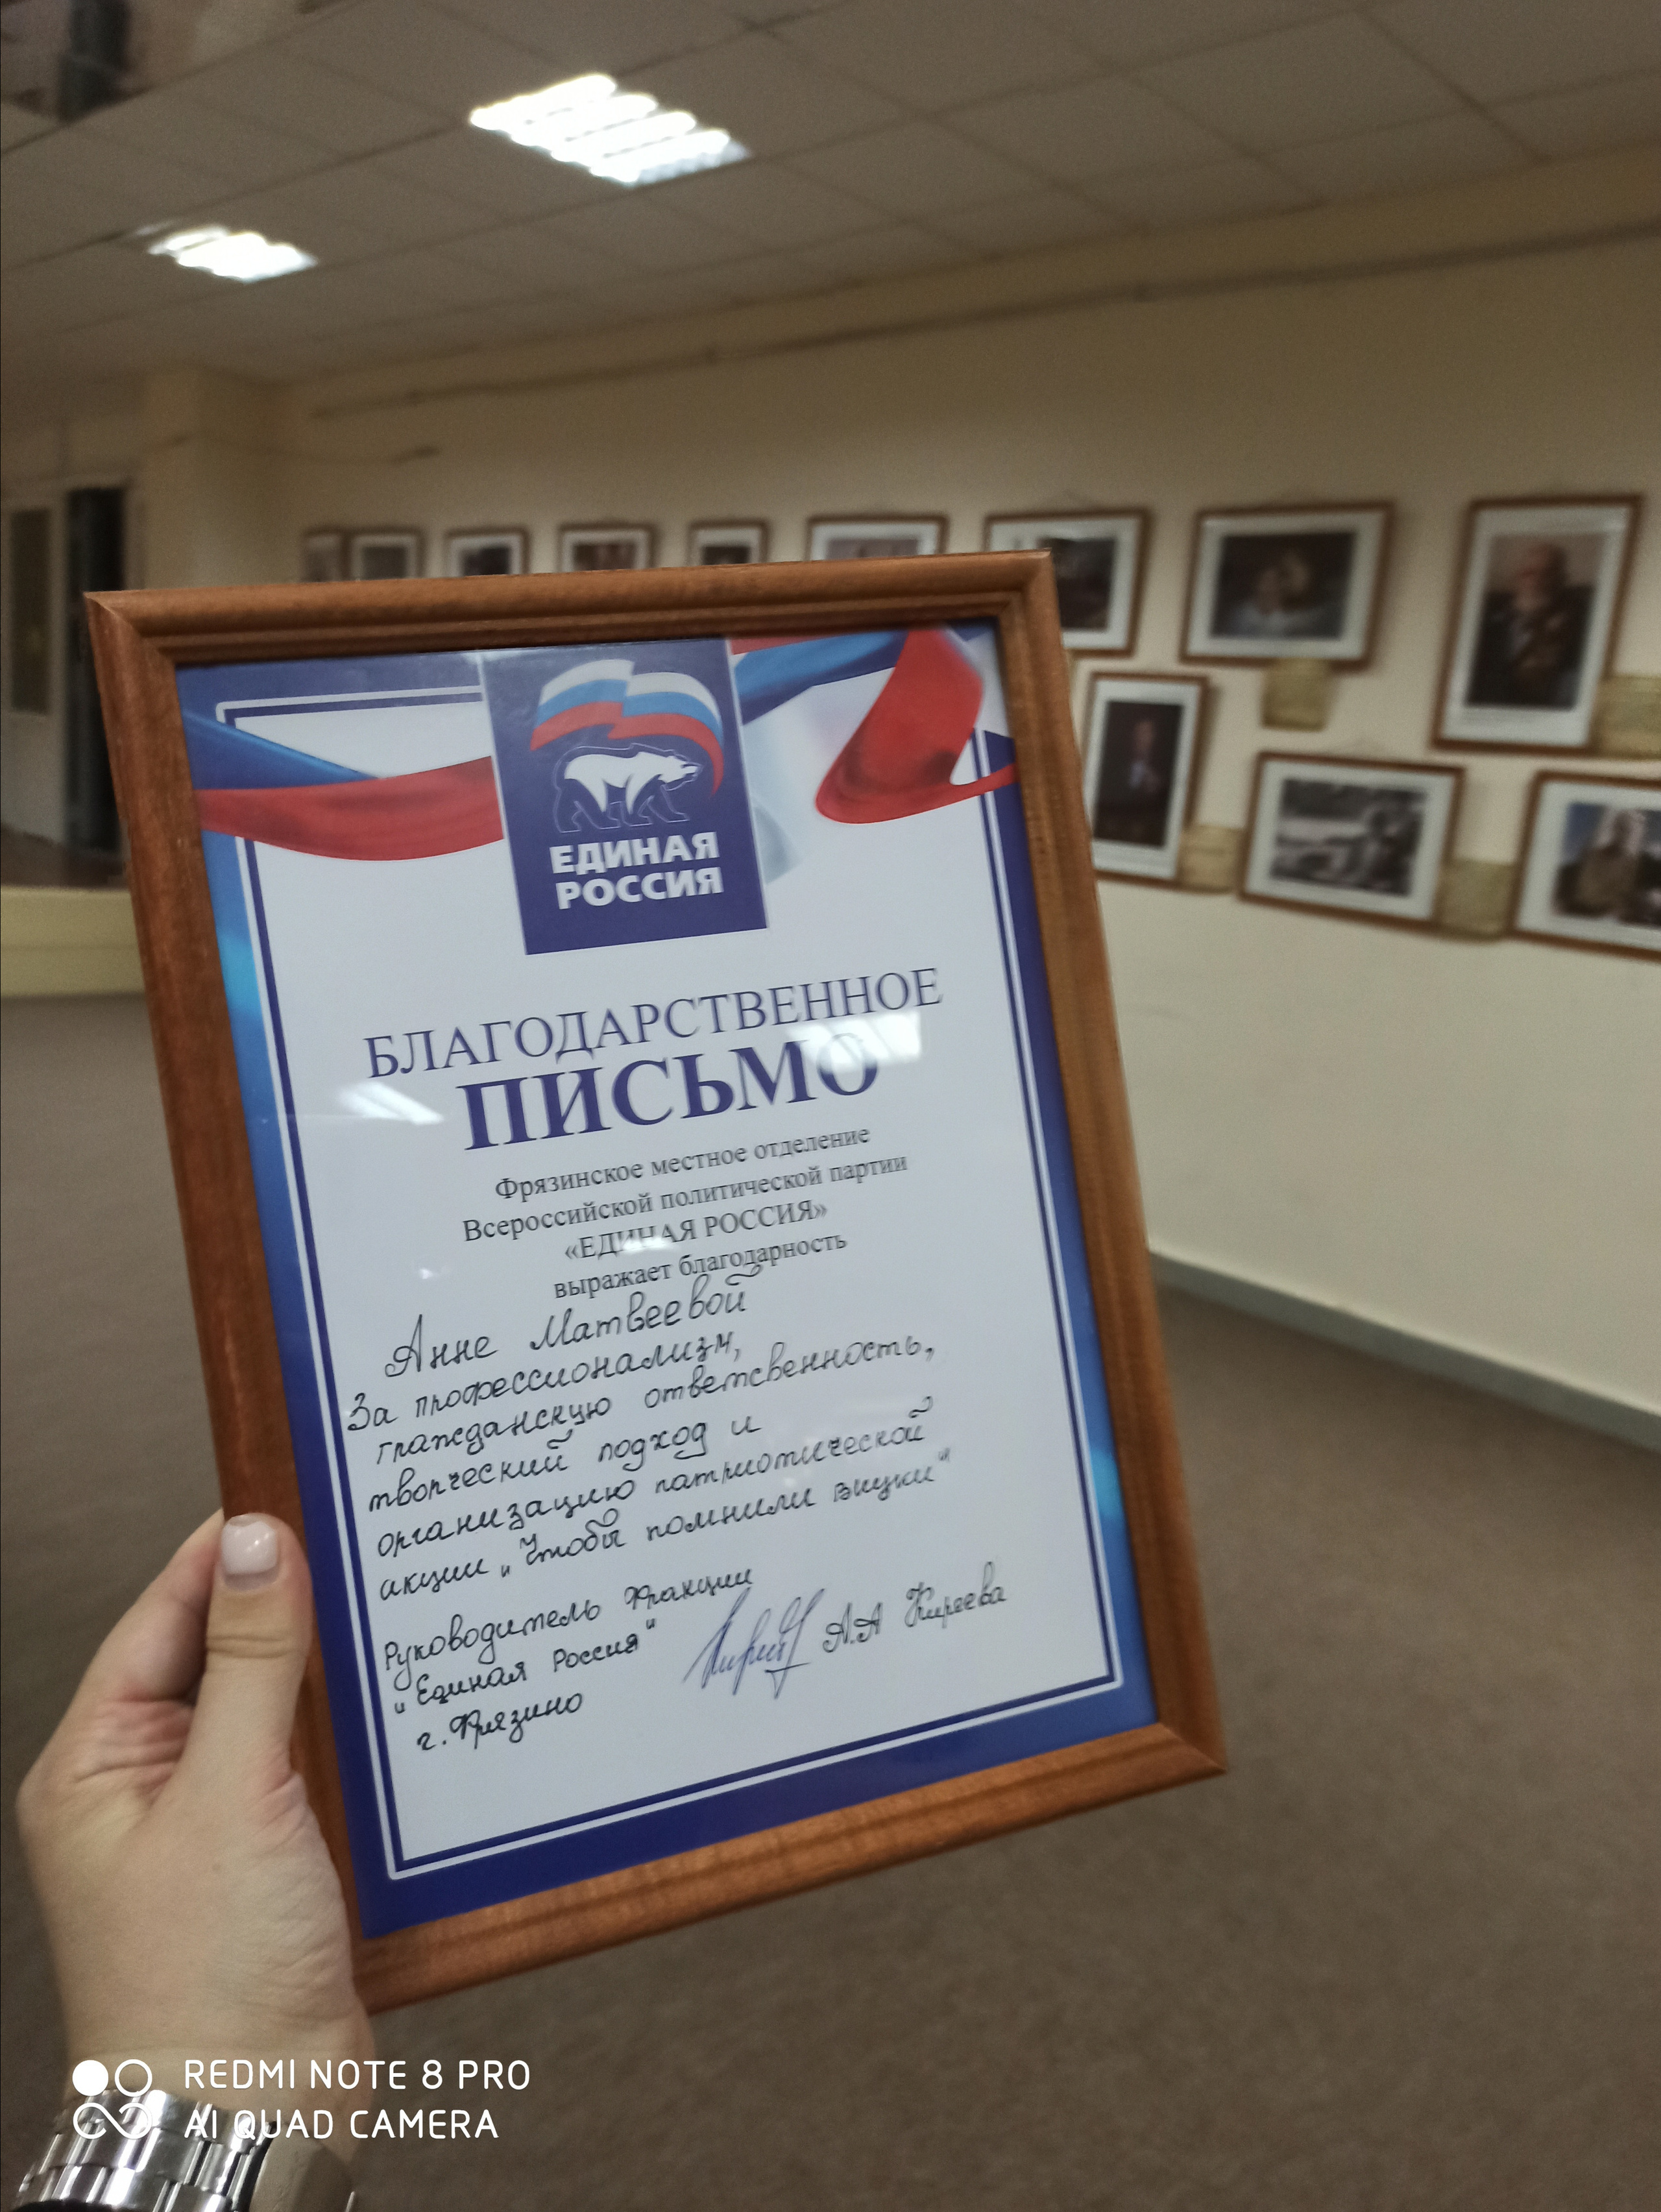 ЕДИНАЯ
РОССИЯ
БЛАГОДАРСТВЕННОЕ
ПИСЬМО
Фрязинское местное отделение
Всероссийской политической партии
«ЕДИНАЯ РОССИЯ»
выражает благодарность
Анне Матвеевой
За профессионализм,
гражданскую ответсвенность,
творческий подход и
организацию патриотической
акции „Чтобы помнили внуки"
Руководитель Фракции
"Единая Россия"
А.А Киреева
г. Фрязино
REDMI NOTE 8 PRO
AI QUAD CAMERA